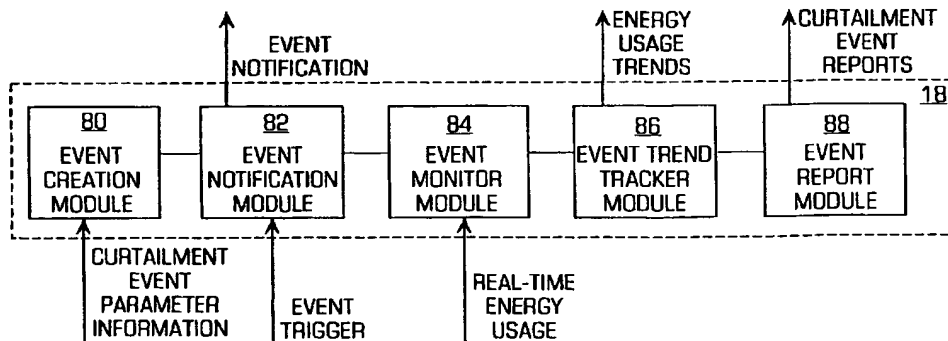 EVENT
NOTIFICATION
ENERGY
USAGE
TRENDS
CURTAILMENT
EVENT
REPORTS
18
80
EVENT
CREATION
MODULE
82
EVENT
NOTIFICATION
MODULE
84
EVENT
MONITOR
MODULE
86
EVENT TREND
TRACKER
MODULE
88
EVENT
REPORT
MODULE
CURTAILMENT
EVENT
PARAMETER
INFORMATION
EVENT
TRIGGER
REAL-TIME
ENERGY
USAGE